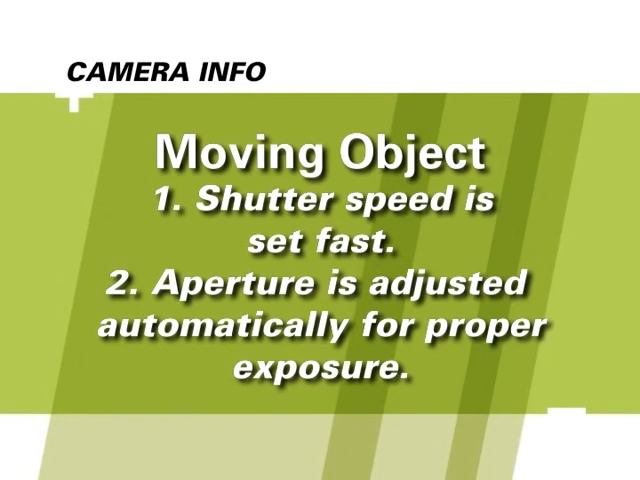 CAMERA INFO
Moving Object
1. Shutter speed is
set fast.
2. Aperture is adjusted
automatically for proper
exposure.